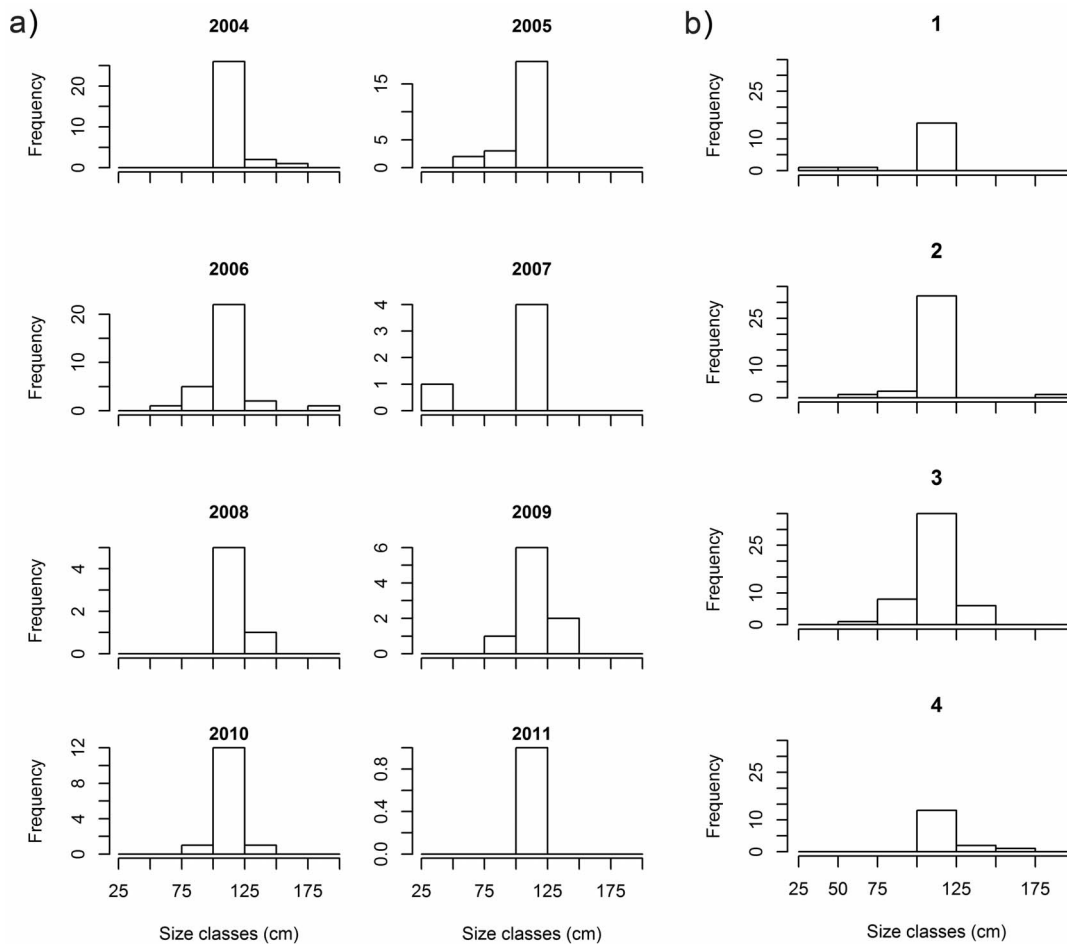 a)
2004
Frequency
0 10 20
2005
0 5 15
2006
Frequency
0 10 20
2007
0 1 2 3 4
2008
Frequency
0 2 4
2009
0 2 4 6
2010
Frequency
0 4 8 12
25 75 125 175
Size classes (cm)
2011
0.0 0.4 0.8
25 75 125 175
Size classes (cm)
b)
1
Frequency
0 10 25
2
Frequency
0 10 25
3
Frequency
0 10 25
4
Frequency
0 10 25
25 50 75 125 175
Size classes (cm)